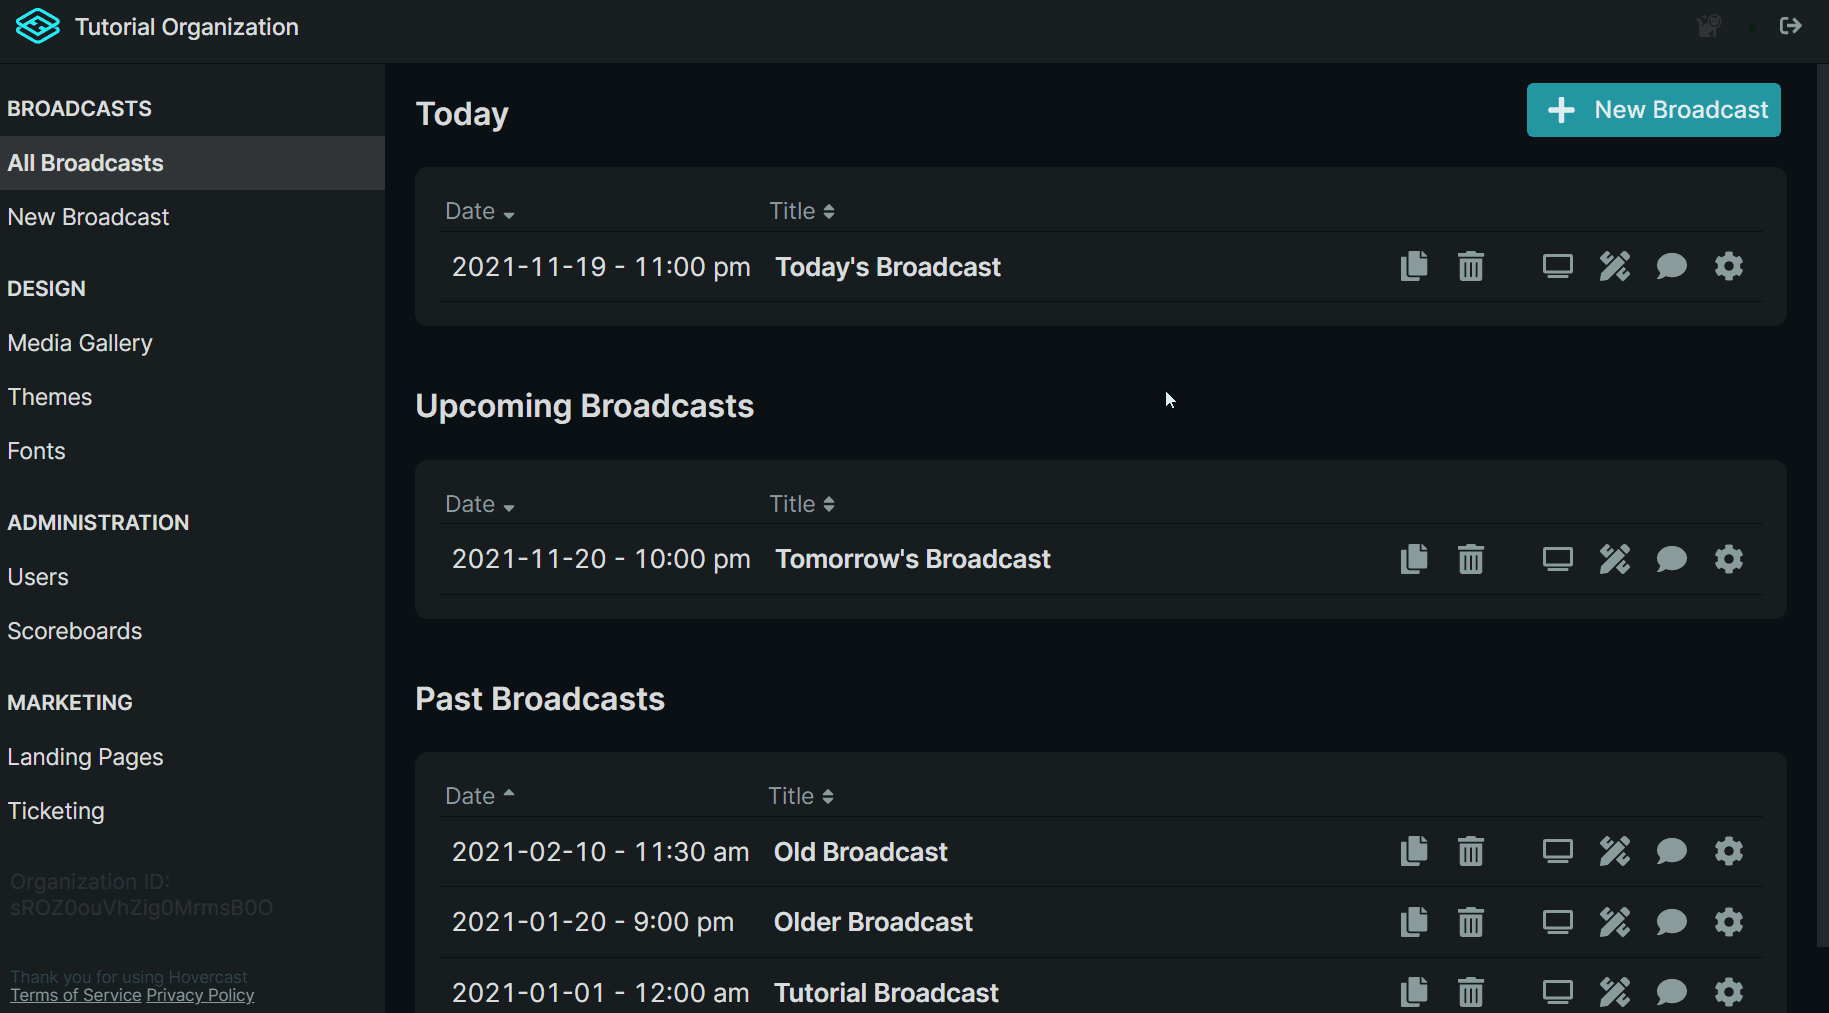 Tutorial Organization
BROADCASTS
All Broadcasts
New Broadcast
DESIGN
Media Gallery
Themes
Fonts
ADMINISTRATION
Users
Scoreboards
MARKETING
Landing Pages
Ticketing
Organization ID:
sROZ0ouVhZig0MrmsB0O
Thank you for using Hovercast
Terms of Service Privacy Policy
Today
New Broadcast
Date Title
2021-11-19 - 11:00 pm Today's Broadcast
Upcoming Broadcasts
Date Title
2021-11-20 - 10:00 pm Tomorrow's Broadcast
Past Broadcasts
Date Title
2021-02-10 - 11:30 am Old Broadcast
2021-01-20 - 9:00 pm Older Broadcast
2021-01-01 - 12:00 am Tutorial Broadcast